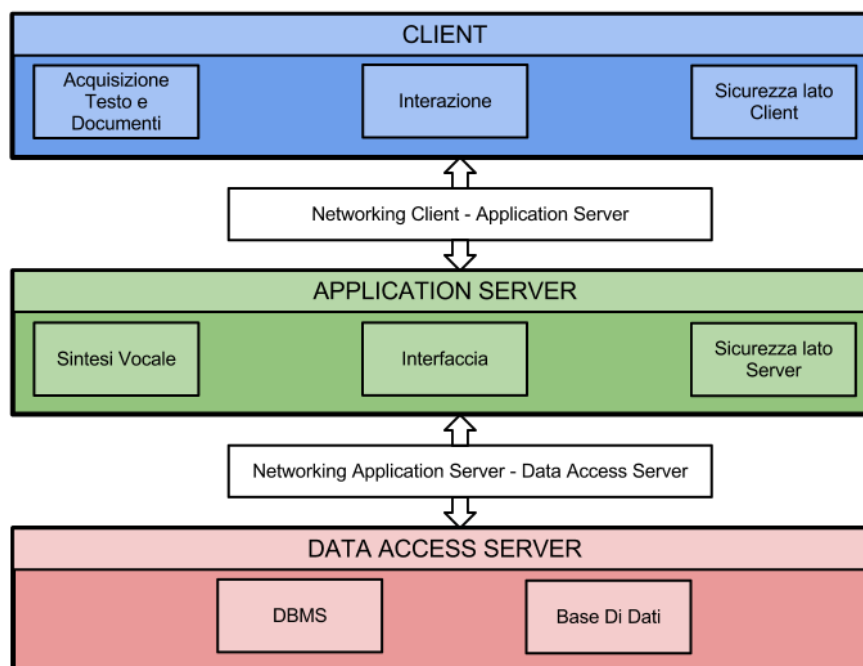 CLIENT
Acquisizione
Testo e
Documenti
Interazione
Sicurezza lato
Client
Networking Client - Application Server
APPLICATION SERVER
Sintesi Vocale
Interfaccia
Sicurezza lato
Server
Networking Application Server - Data Access Server
DATA ACCESS SERVER
DBMS
Base Di Dati